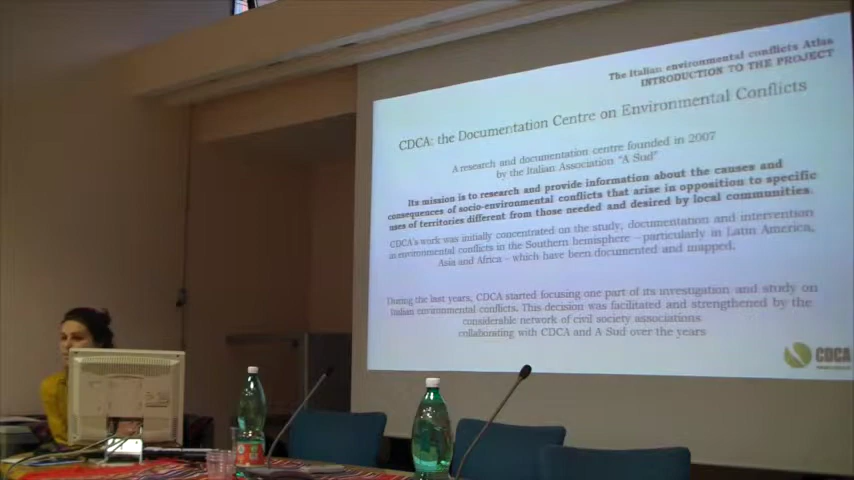 The Italian environmental conflicts Atlas
INTRODUCTION TO THE PROJECT
CDCA: the Documentation Centre on Environmental Conflicts
A research and documentation centre founded in 2007
by the Italian Association "A Sud"
Its mission is to research and provide information about the causes and
consequences of socio-environmental conflicts that arise in opposition to specific
uses of territories different from those needed and desired by local communities.
CDCA's work was initially concentrated on the study, documentation and intervention
in environmental conflicts in the Southern hemisphere – particularly in Latin America,
Asia and Africa – which have been documented and mapped.
During the last years, CDCA started focusing one part of its investigation and study on
Italian environmental conflicts. This decision was facilitated and strengthened by the
considerable network of civil society associations
collaborating with CDCA and A Sud over the years
CDCA